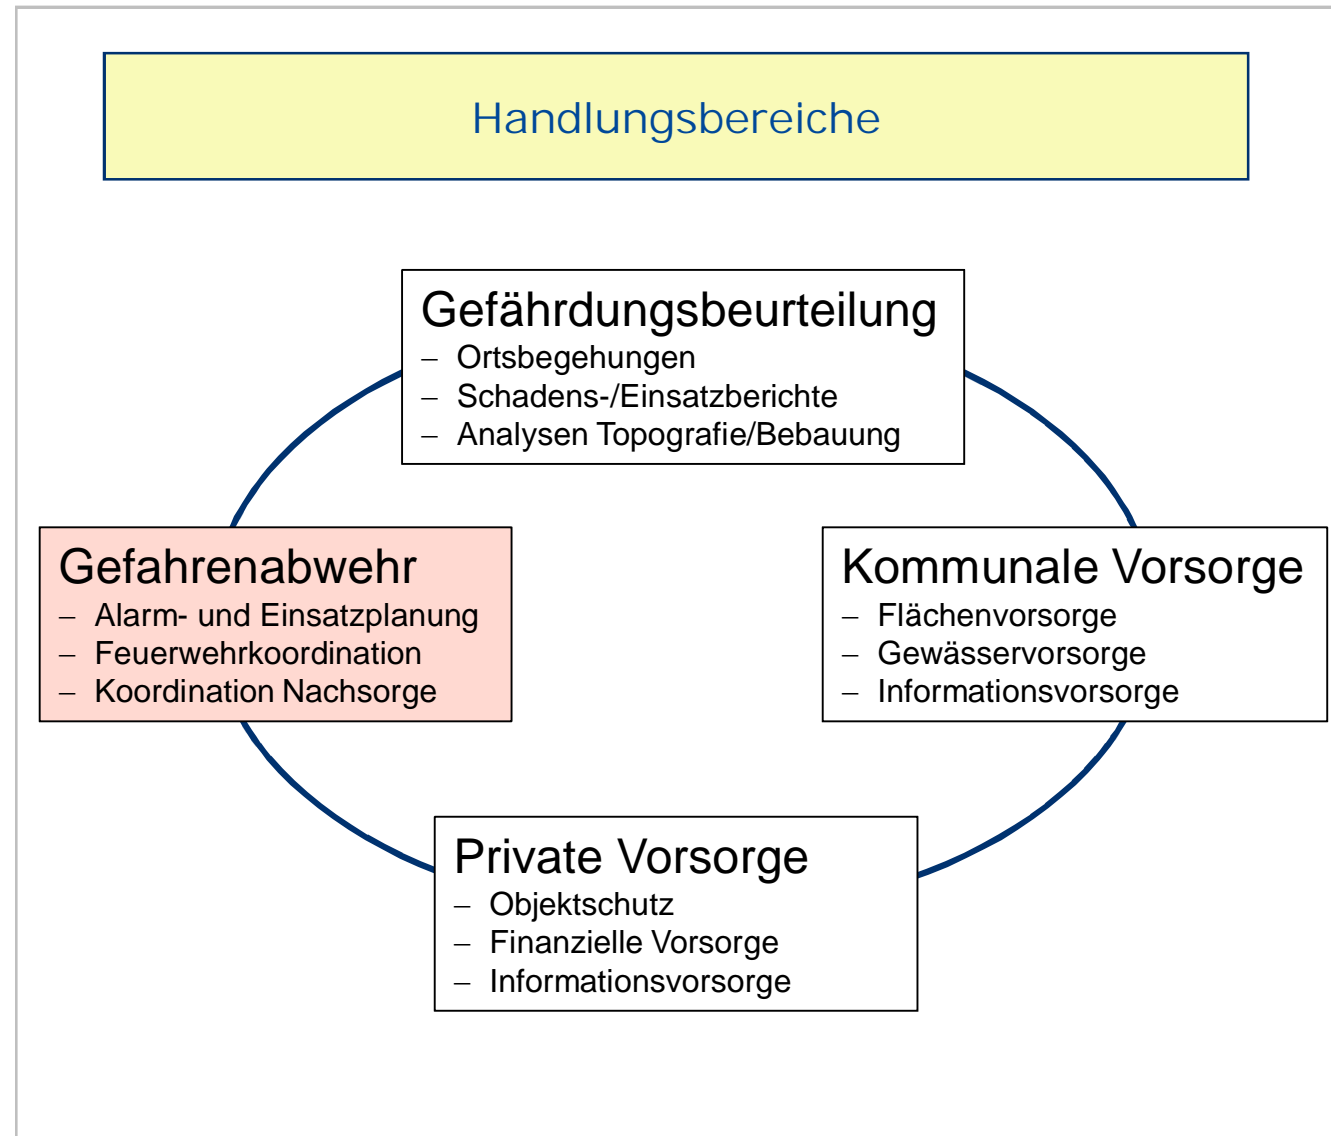 Handlungsbereiche
Gefährdungsbeurteilung
– Ortsbegehungen
– Schadens-/Einsatzberichte
– Analysen Topografie/Bebauung
Gefahrenabwehr
– Alarm- und Einsatzplanung
– Feuerwehrkoordination
– Koordination Nachsorge
Kommunale Vorsorge
– Flächenvorsorge
– Gewässervorsorge
– Informationsvorsorge
Private Vorsorge
– Objektschutz
– Finanzielle Vorsorge
– Informationsvorsorge